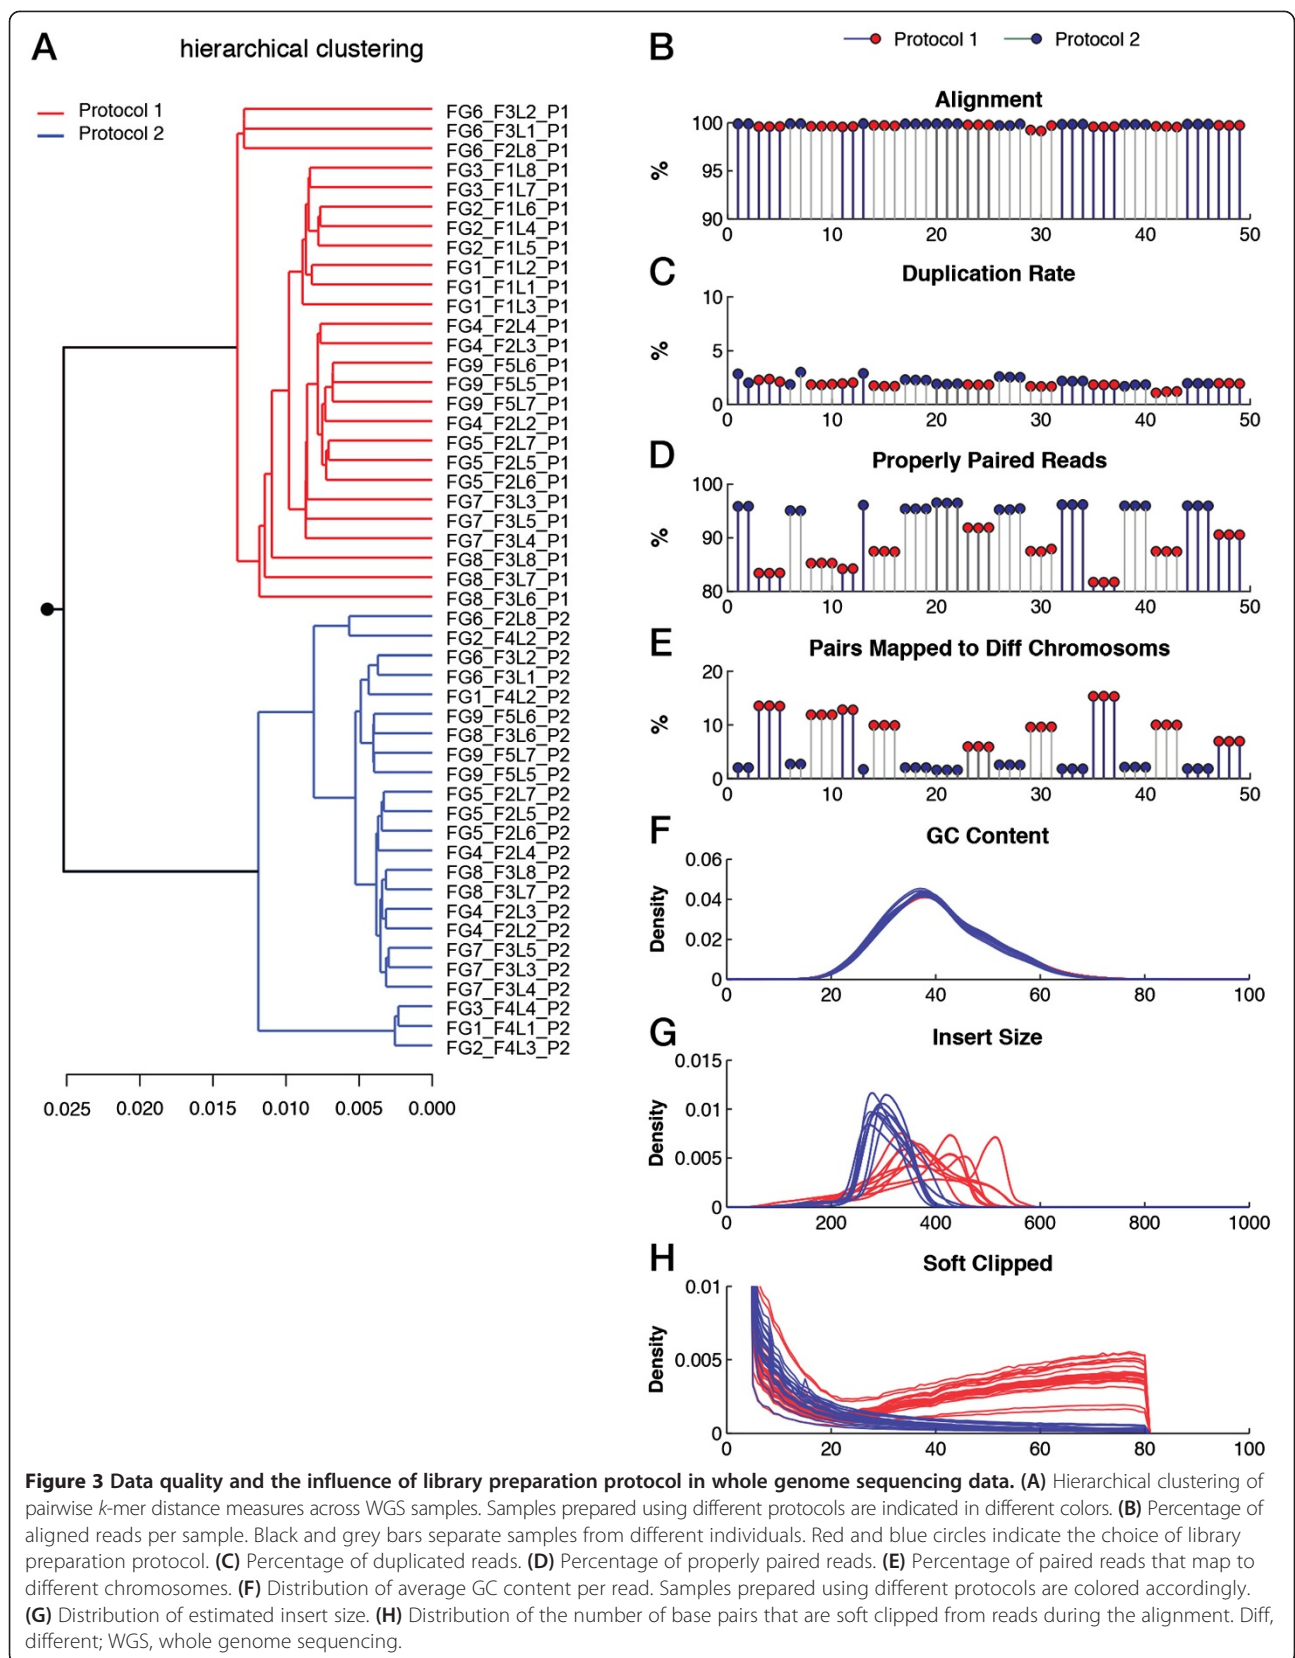 A
hierarchical clustering
Protocol 1
Protocol 2
FG6_F3L2_P1
FG6_F3L1_P1
FG6_F2L8_P1
FG3_F1L8_P1
FG3_F1L7_P1
FG2_F1L6_P1
FG2_F1L4_P1
FG2_F1L5_P1
FG1_F1L2_P1
FG1_F1L1_P1
FG1_F1L3_P1
FG4_F2L4_P1
FG4_F2L3_P1
FG9_F5L6_P1
FG9_F5L5_P1
FG9_F5L7_P1
FG4_F2L2_P1
FG5_F2L7_P1
FG5_F2L5_P1
FG5_F2L6_P1
FG7_F3L3_P1
FG7_F3L5_P1
FG7_F3L4_P1
FG8_F3L8_P1
FG8_F3L7_P1
FG8_F3L6_P1
FG6_F2L8_P2
FG2_F4L2_P2
FG6_F3L2_P2
FG6_F3L1_P2
FG1_F4L2_P2
FG9_F5L6_P2
FG8_F3L6_P2
FG9_F5L7_P2
FG9_F5L5_P2
FG5_F2L7_P2
FG5_F2L5_P2
FG5_F2L6_P2
FG4_F2L4_P2
FG8_F3L8_P2
FG8_F3L7_P2
FG4_F2L3_P2
FG4_F2L2_P2
FG7_F3L5_P2
FG7_F3L3_P2
FG7_F3L4_P2
FG3_F4L4_P2
FG1_F4L1_P2
FG2_F4L3_P2
0.025 0.020 0.015 0.010 0.005 0.000
B
Protocol 1 Protocol 2
Alignment
100
95
90
%
0 10 20 30 40 50
C
Duplication Rate
10
5
0
%
0 10 20 30 40 50
D
Properly Paired Reads
100
90
80
%
0 10 20 30 40 50
E
Pairs Mapped to Diff Chromosoms
20
10
0
%
0 10 20 30 40 50
F
GC Content
0.06
0.04
0.02
0
Density
0 20 40 60 80 100
G
Insert Size
0.015
0.01
0.005
0
Density
0 200 400 600 800 1000
H
Soft Clipped
0.01
0.005
0
Density
0 20 40 60 80 100
Figure 3 Data quality and the influence of library preparation protocol in whole genome sequencing data. (A) Hierarchical clustering of
pairwise k-mer distance measures across WGS samples. Samples prepared using different protocols are indicated in different colors. (B) Percentage of
aligned reads per sample. Black and grey bars separate samples from different individuals. Red and blue circles indicate the choice of library
preparation protocol. (C) Percentage of duplicated reads. (D) Percentage of properly paired reads. (E) Percentage of paired reads that map to
different chromosomes. (F) Distribution of average GC content per read. Samples prepared using different protocols are colored accordingly.
(G) Distribution of estimated insert size. (H) Distribution of the number of base pairs that are soft clipped from reads during the alignment. Diff,
different; WGS, whole genome sequencing.